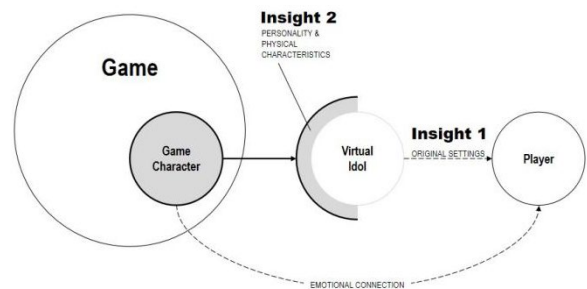 Insight 2
PERSONALITY &
PHYSICAL
CHARACTERISTICS
Game
Game
Character
Virtual
Idol
Insight 1
ORIGINAL SETTINGS
Player
EMOTIONAL CONNECTION